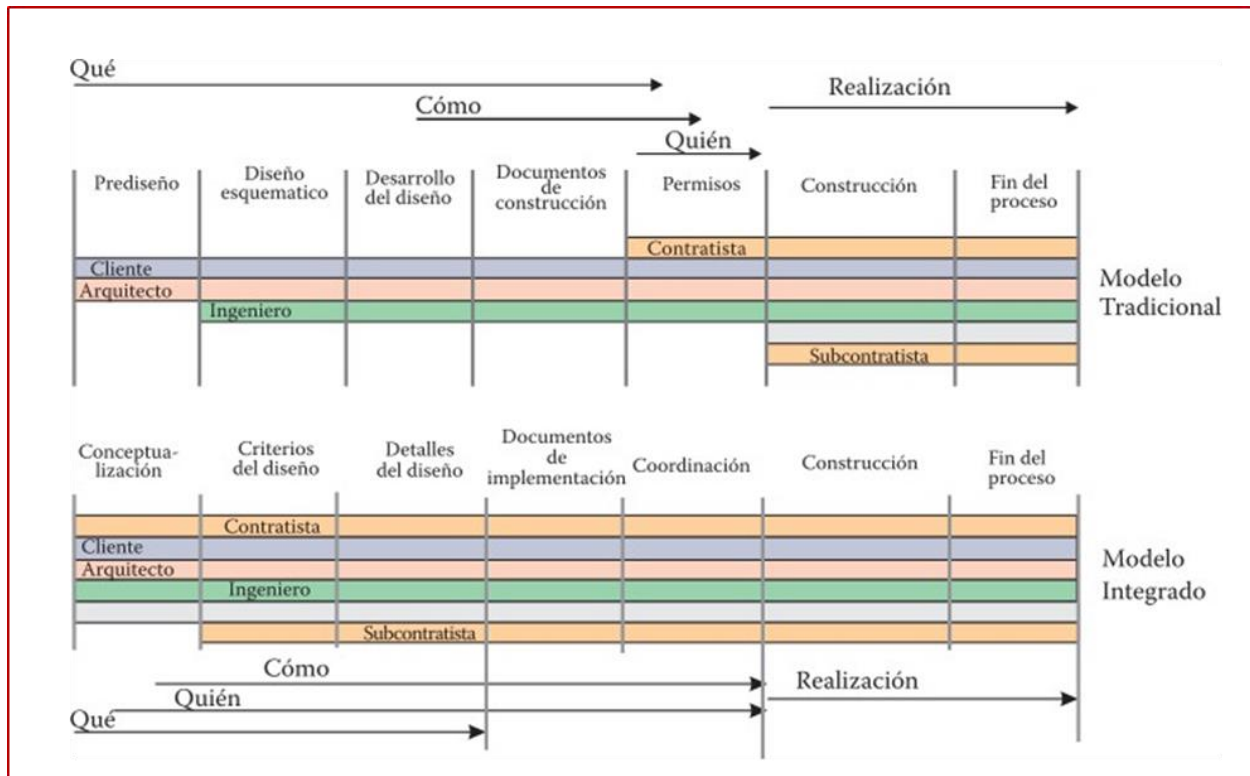 Qué
Realización
Cómo
Quién
Prediseño
Diseño
esquematico
Desarrollo
del diseño
Documentos
de
construcción
Permisos
Construcción
Fin del
proceso
Contratista
Cliente
Arquitecto
Ingeniero
Subcontratista
Modelo
Tradicional
Conceptua-
lización
Criterios
del diseño
Detalles
del diseño
Documentos
de
implementación
Coordinación
Construcción
Fin del
proceso
Contratista
Cliente
Arquitecto
Ingeniero
Subcontratista
Modelo
Integrado
Cómo
Realización
Quién
Qué